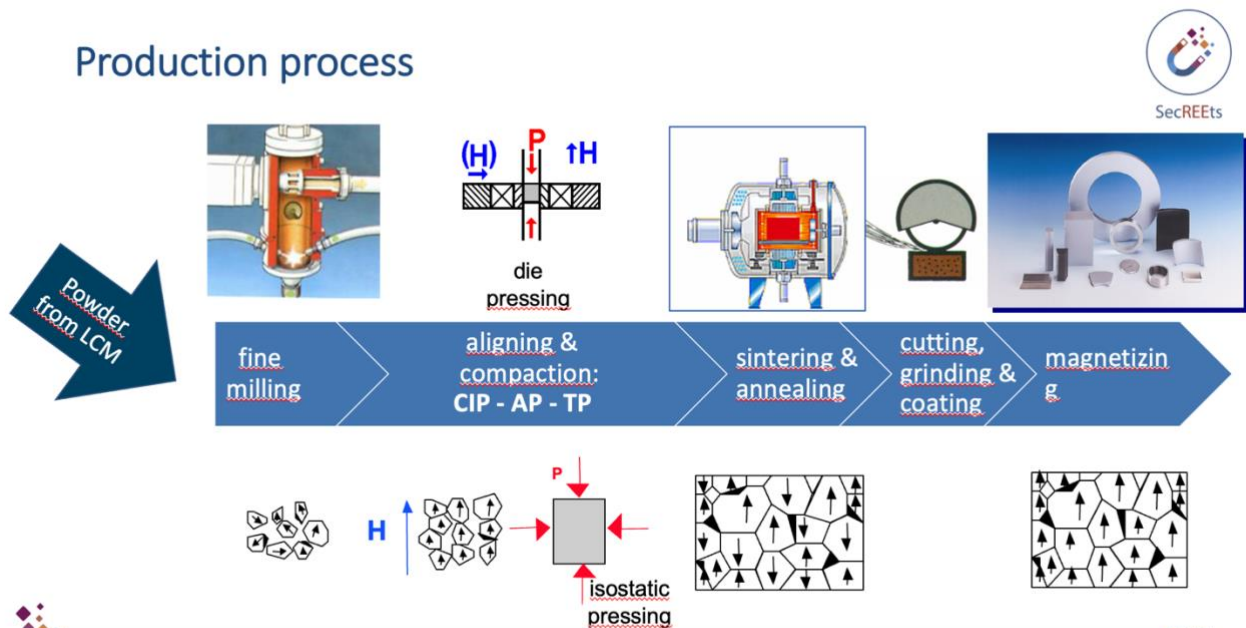 Production process
SecREEts
(H)
P
↑H
die
pressing
Powder
from LCM
fine
milling
aligning &
compaction:
CIP - AP - TP
sintering &
annealing
cutting,
grinding &
coating
magnetizin
g
H
P
isostatic
pressing